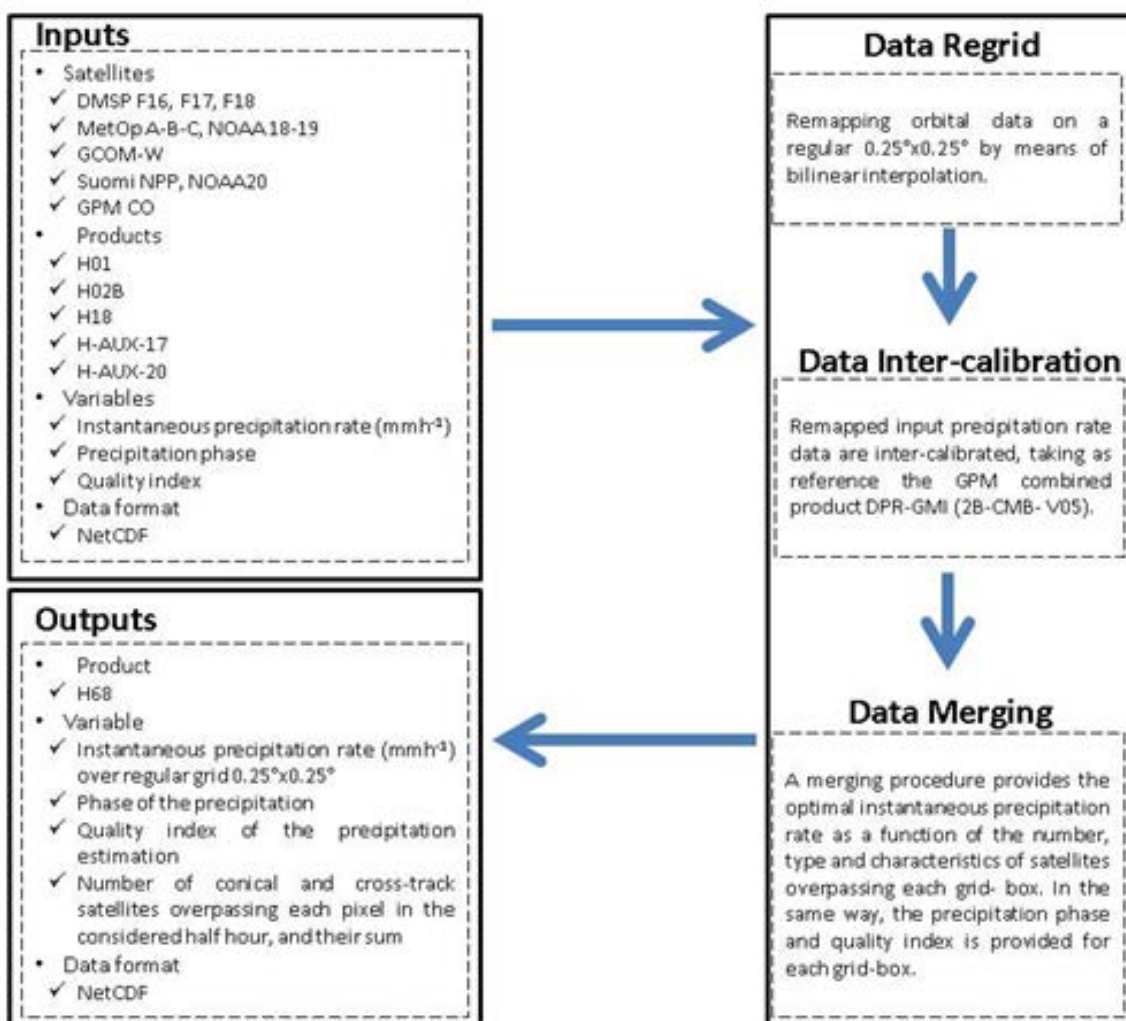 Inputs
• Satellites
✓ DMSP F16, F17, F18
✓ MetOp A-B-C, NOAA 18-19
✓ GCOM-W
✓ Suomi NPP, NOAA20
✓ GPM CO
• Products
✓ H01
✓ H02B
✓ H18
✓ H-AUX-17
✓ H-AUX-20
• Variables
✓ Instantaneous precipitation rate (mmh⁻¹)
✓ Precipitation phase
✓ Quality index
• Data format
✓ NetCDF
Data Regrid
Remapping orbital data on a
regular 0.25°x0.25° by means of
bilinear interpolation.
Data Inter-calibration
Remapped input precipitation rate
data are inter-calibrated, taking as
reference the GPM combined
product DPR-GMI (2B-CMB- V05).
Data Merging
A merging procedure provides the
optimal instantaneous precipitation
rate as a function of the number,
type and characteristics of satellites
overpassing each grid- box. In the
same way, the precipitation phase
and quality index is provided for
each grid-box.
Outputs
• Product
✓ H68
• Variable
✓ Instantaneous precipitation rate (mmh⁻¹)
over regular grid 0.25°x0.25°
✓ Phase of the precipitation
✓ Quality index of the precipitation
estimation
✓ Number of conical and cross-track
satellites overpassing each pixel in the
considered half hour, and their sum
• Data format
✓ NetCDF